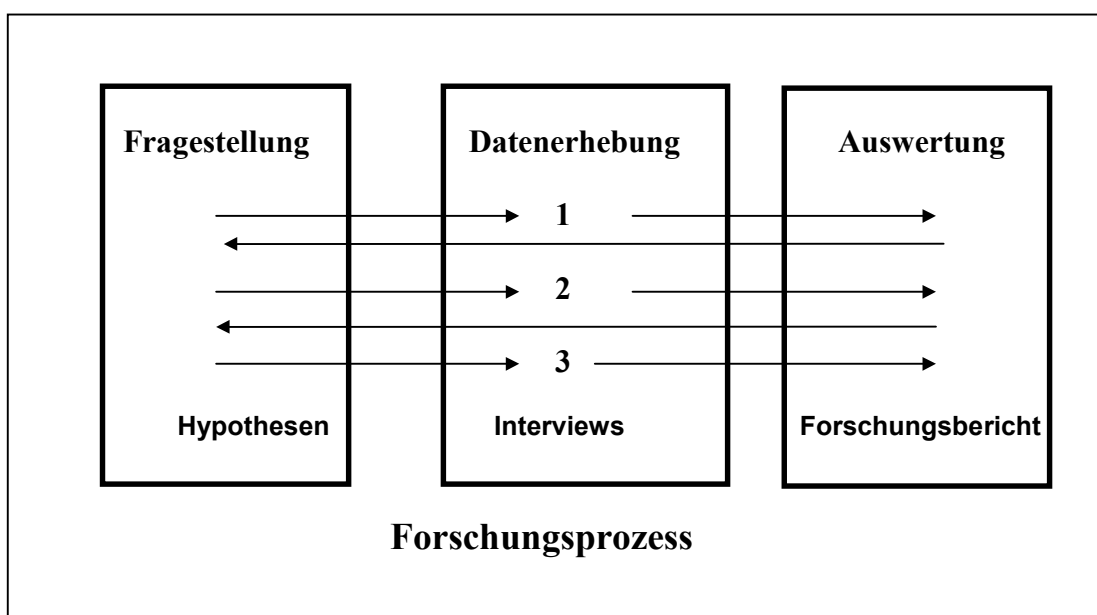 Fragestellung
Datenerhebung
Auswertung
1
2
3
Hypothesen
Interviews
Forschungsbericht
Forschungsprozess